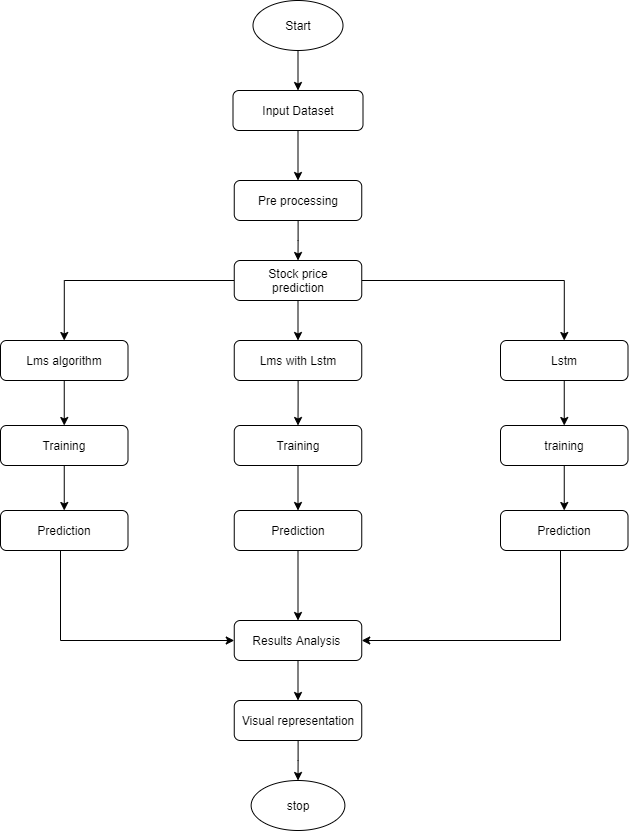 Start
Input Dataset
Pre processing
Stock price
prediction
Lms algorithm
Lms with Lstm
Lstm
Training
Training
training
Prediction
Prediction
Prediction
Results Analysis
Visual representation
stop